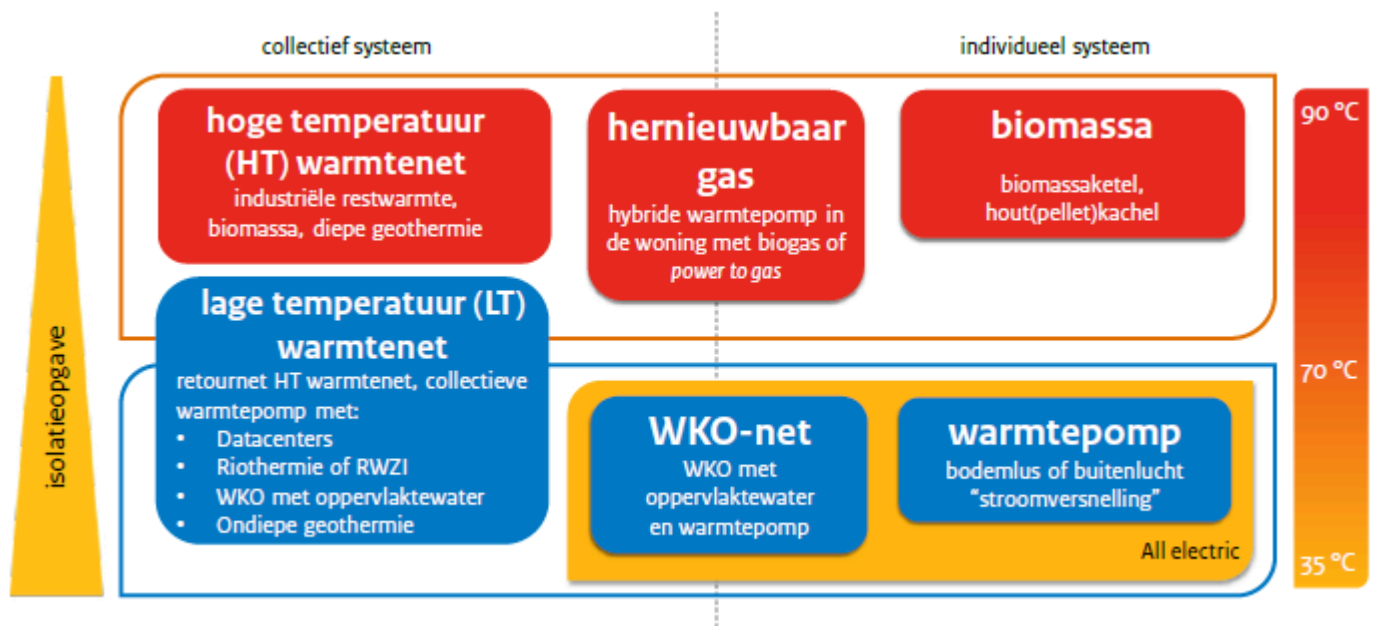 collectief systeem
individueel systeem
isolatieopgave
hoge temperatuur
(HT) warmtenet
industriële restwarmte,
biomassa, diepe geothermie
hernieuwbaar
gas
hybride warmtepomp in
de woning met biogas of
power to gas
biomassa
biomassaketel,
hout(pellet)kachel
lage temperatuur (LT)
warmtenet
retournet HT warmtenet, collectieve
warmtepomp met:
• Datacenters
• Riothermie of RWZI
• WKO met oppervlaktewater
• Ondiepe geothermie
WKO-net
WKO met
oppervlaktewater
en warmtepomp
warmtepomp
bodemlus of buitenlucht
“stroomversnelling”
All electric
90 °C
70 °C
35 °C